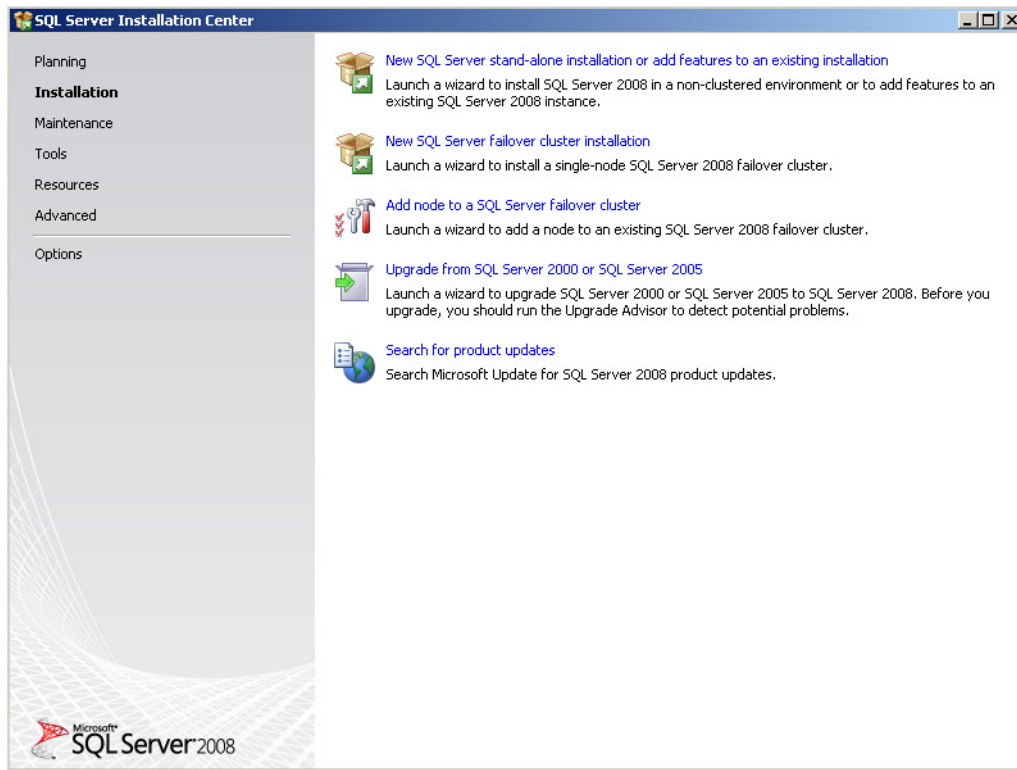 SQL Server Installation Center
Planning
Installation
Maintenance
Tools
Resources
Advanced
Options
New SQL Server stand-alone installation or add features to an existing installation
Launch a wizard to install SQL Server 2008 in a non-clustered environment or to add features to an
existing SQL Server 2008 instance.
New SQL Server failover cluster installation
Launch a wizard to install a single-node SQL Server 2008 failover cluster.
Add node to a SQL Server failover cluster
Launch a wizard to add a node to an existing SQL Server 2008 failover cluster.
Upgrade from SQL Server 2000 or SQL Server 2005
Launch a wizard to upgrade SQL Server 2000 or SQL Server 2005 to SQL Server 2008. Before you
upgrade, you should run the Upgrade Advisor to detect potential problems.
Search for product updates
Search Microsoft Update for SQL Server 2008 product updates.
Microsoft®
SQL Server 2008